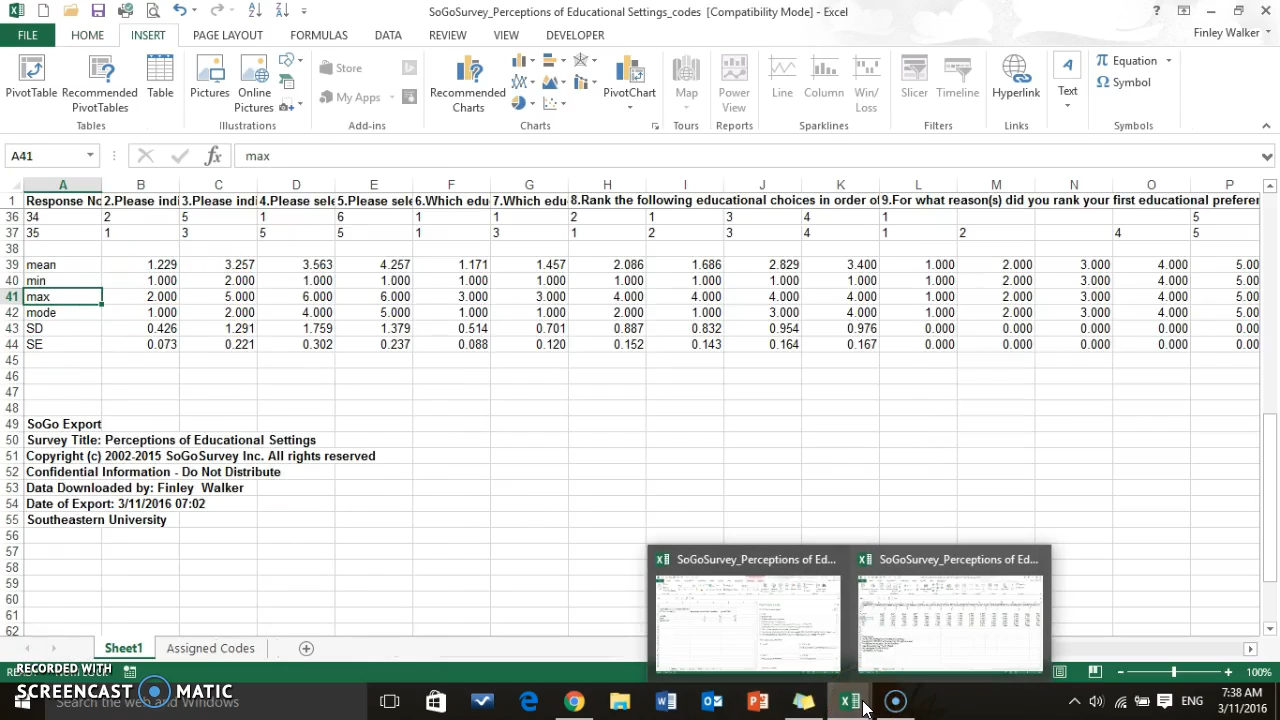 SoGoSurvey_Perceptions of Educational Settings_codes [Compatibility Mode] - Excel
FILE HOME INSERT PAGE LAYOUT FORMULAS DATA REVIEW VIEW DEVELOPER Finley Walker
Store
My Apps
Equation
Symbol
PivotTable Recommended PivotTables Table Pictures Online Pictures Recommended Charts PivotChart Map Power View Line Column Win/Loss Slicer Timeline Hyperlink Text
Tables Illustrations Add-ins Charts Tours Reports Sparklines Filters Links Symbols
A41 fx max
A B C D E F G H I J K L M N O P
1 Response No 2.Please indi 3.Please indi 4.Please sele 5.Please sele 6.Which edu 7.Which edu 8.Rank the following educational choices in order of 9.For what reason(s) did you rank your first educational prefere
36 34 2 5 1 6 1 1 2 1 3 4 1 5
37 35 1 3 5 5 1 3 1 2 3 4 1 2 4 5
38
39 mean 1.229 3.257 3.563 4.257 1.171 1.457 2.086 1.686 2.829 3.400 1.000 2.000 3.000 4.000 5.00
40 min 1.000 2.000 1.000 1.000 1.000 1.000 1.000 1.000 1.000 1.000 1.000 2.000 3.000 4.000 5.00
41 max 2.000 5.000 6.000 6.000 3.000 3.000 4.000 4.000 4.000 4.000 1.000 2.000 3.000 4.000 5.00
42 mode 1.000 2.000 4.000 5.000 1.000 1.000 2.000 1.000 3.000 4.000 1.000 2.000 3.000 4.000 5.00
43 SD 0.426 1.291 1.759 1.379 0.514 0.701 0.887 0.832 0.954 0.976 0.000 0.000 0.000 0.000 0.00
44 SE 0.073 0.221 0.302 0.237 0.088 0.120 0.152 0.143 0.164 0.167 0.000 0.000 0.000 0.000 0.00
45
46
47
48
49 SoGo Export
50 Survey Title: Perceptions of Educational Settings
51 Copyright (c) 2002-2015 SoGoSurvey Inc. All rights reserved
52 Confidential Information - Do Not Distribute
53 Data Downloaded by: Finley Walker
54 Date of Export: 3/11/2016 07:02
55 Southeastern University
56
57
58
59
60
61
62
SoGoSurvey_Perceptions of Ed... SoGoSurvey_Perceptions of Ed...
Sheet1 Assigned Codes
100%
RECORDED WITH
SCREENCAST MATIC
Search the web and Windows
ENG 7:38 AM
3/11/2016